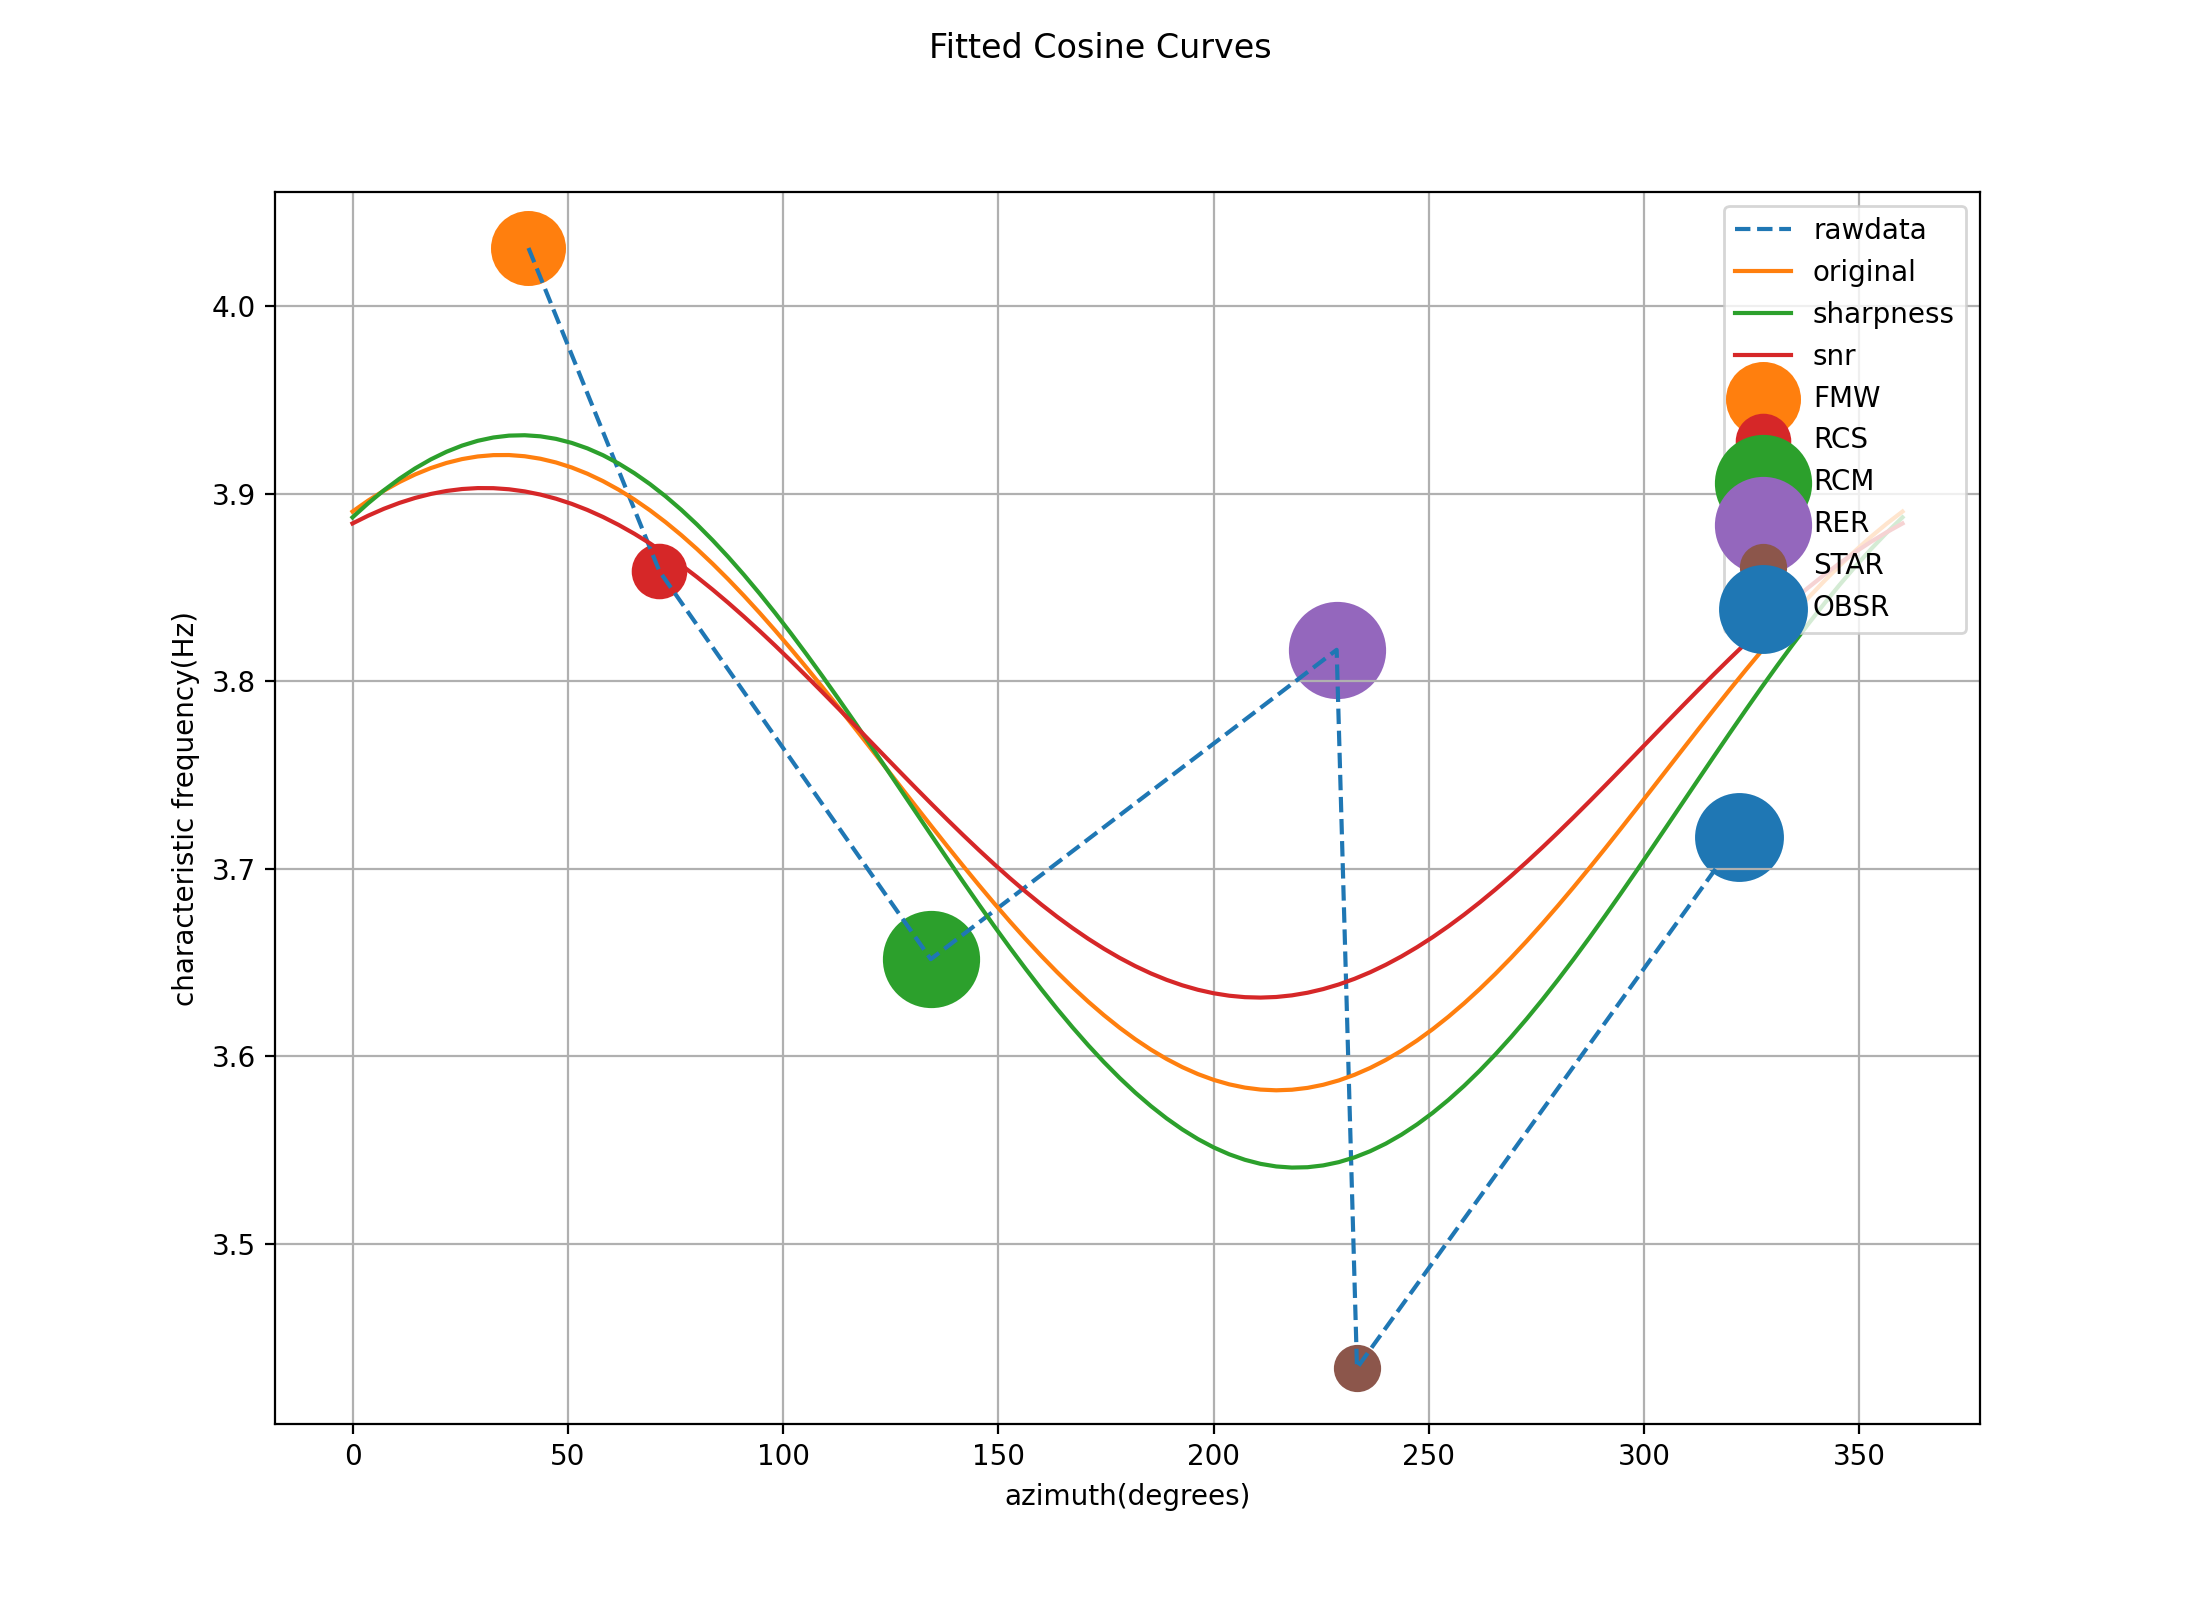 Fitted Cosine Curves
rawdata
original
sharpness
snr
FMW
RCS
RCM
RER
STAR
OBSR
characteristic frequency(Hz)
4.0
3.9
3.8
3.7
3.6
3.5
0 50 100 150 200 250 300 350
azimuth(degrees)